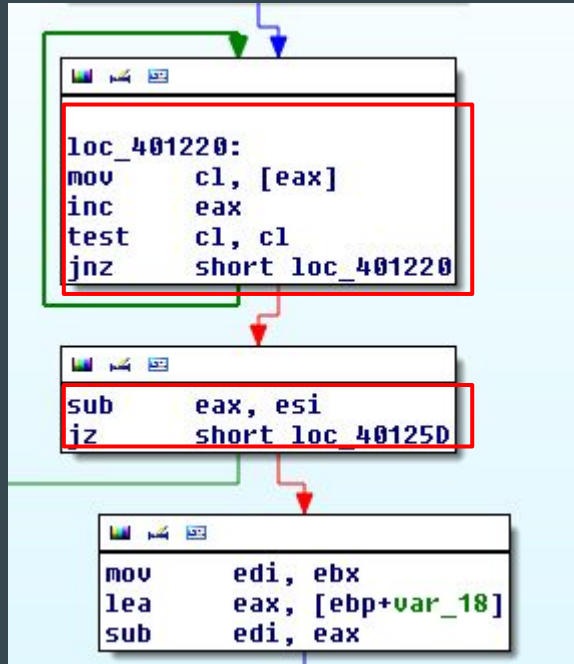 loc_401220:
mov cl, [eax]
inc eax
test cl, cl
jnz short loc_401220
sub eax, esi
jz short loc_40125D
mov edi, ebx
lea eax, [ebp+var_18]
sub edi, eax